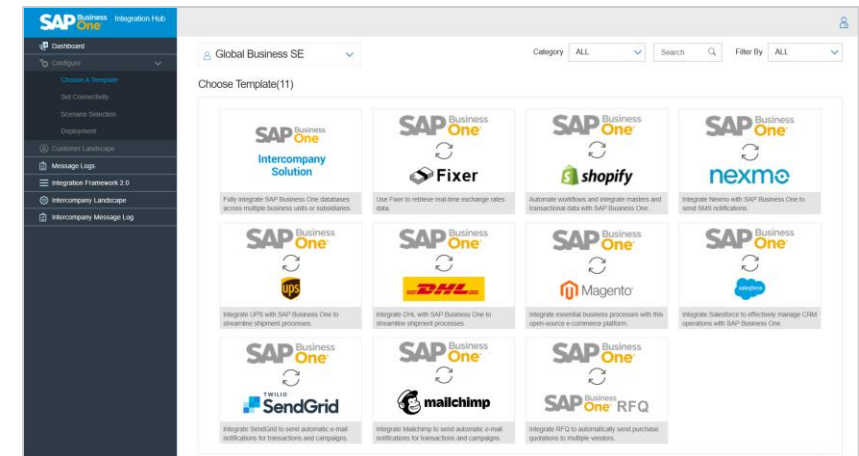 SAP Business One Integration Hub
Dashboard
Configure
Choose A Template
Set Connectivity
Scenario Selection
Deployment
Customer Landscape
Message Logs
Integration Framework 2.0
Intercompany Landscape
Intercompany Message Log
Global Business SE
Category ALL Search Filter By ALL
Choose Template(11)
SAP Business One
Intercompany
Solution
Fully integrate SAP Business One databases
across multiple business units or subsidiaries.
SAP Business One
Fixer
Use Fixer to retrieve real-time exchange rates
data.
SAP Business One
shopify
Automate workflows and integrate masters and
transactional data with SAP Business One.
SAP Business One
nexmo
Integrate Nexmo with SAP Business One to
send SMS notifications.
SAP Business One
ups
Integrate UPS with SAP Business One to
streamline shipment processes.
SAP Business One
DHL
Integrate DHL with SAP Business One to
streamline shipment processes.
SAP Business One
Magento
Integrate essential business processes with this
open-source e-commerce platform.
SAP Business One
salesforce
Integrate Salesforce to effectively manage CRM
operations with SAP Business One.
SAP Business One
TWILIO
SendGrid
Integrate SendGrid to send automatic e-mail
notifications for transactions and campaigns.
SAP Business One
mailchimp
Integrate Mailchimp to send automatic e-mail
notifications for transactions and campaigns.
SAP Business One
SAP Business One RFQ
Integrate RFQ to automatically send purchase
quotations to multiple vendors.